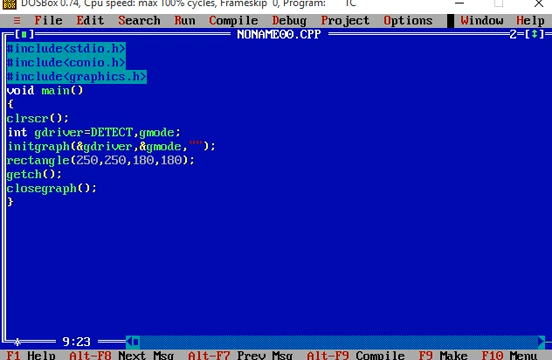 DOSBox 0.74, Cpu speed: max 100% cycles, Frameskip 0, Program: TC
≡ File Edit Search Run Compile Debug Project Options Window Help
[■] NONAME00.CPP 2=[↕]
#include<stdio.h>
#include<conio.h>
#include<graphics.h>
void main()
{
clrscr();
int gdriver=DETECT,gmode;
initgraph(&gdriver,&gmode,"");
rectangle(250,250,180,180);
getch();
closegraph();
}
* 9:23
F1 Help Alt-F8 Next Msg Alt-F7 Prev Msg Alt-F9 Compile F9 Make F10 Menu